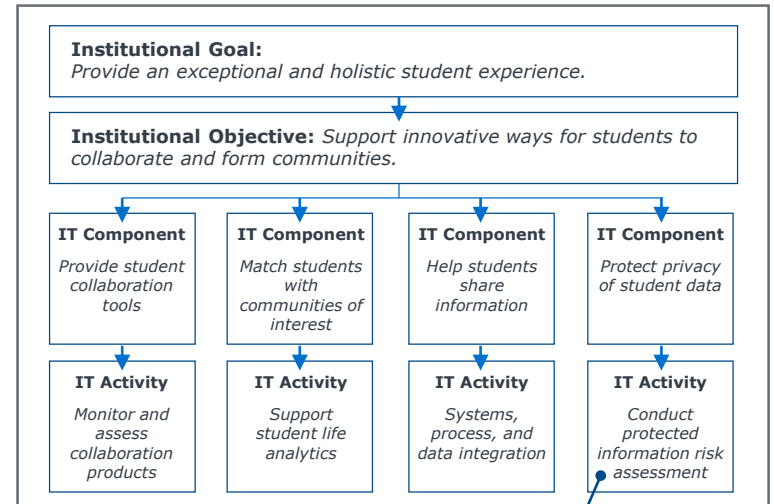 Institutional Goal:
Provide an exceptional and holistic student experience.
Institutional Objective: Support innovative ways for students to
collaborate and form communities.
IT Component
Provide student
collaboration
tools
IT Component
Match students
with
communities of
interest
IT Component
Help students
share
information
IT Component
Protect privacy
of student data
IT Activity
Monitor and
assess
collaboration
products
IT Activity
Support
student life
analytics
IT Activity
Systems,
process, and
data integration
IT Activity
Conduct
protected
information risk
assessment